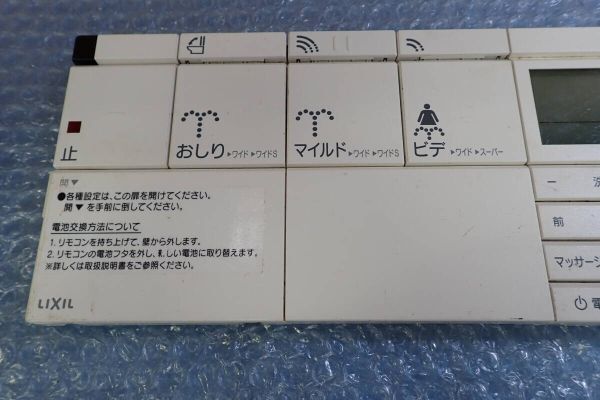 止
おしり ▶ワイド ▶ワイドS
マイルド ▶ワイド ▶ワイドS
ビデ ▶ワイド ▶スーパー
開▼
●各種設定は、この扉を開けてください。
開▼を手前に倒してください。
電池交換方法について
1. リモコンを持ち上げて、壁から外します。
2. リモコンの電池フタを外し、新しい電池に取り替えます。
※詳しくは取扱説明書をご参照ください。
LIXIL
− 洗
前
マッサージ
電